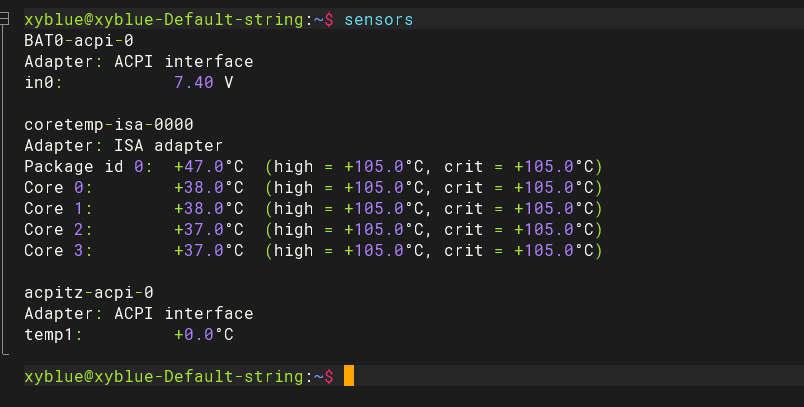 xyblue@xyblue-Default-string:~$ sensors
BAT0-acpi-0
Adapter: ACPI interface
in0:           7.40 V

coretemp-isa-0000
Adapter: ISA adapter
Package id 0:  +47.0°C  (high = +105.0°C, crit = +105.0°C)
Core 0:        +38.0°C  (high = +105.0°C, crit = +105.0°C)
Core 1:        +38.0°C  (high = +105.0°C, crit = +105.0°C)
Core 2:        +37.0°C  (high = +105.0°C, crit = +105.0°C)
Core 3:        +37.0°C  (high = +105.0°C, crit = +105.0°C)

acpitz-acpi-0
Adapter: ACPI interface
temp1:         +0.0°C

xyblue@xyblue-Default-string:~$